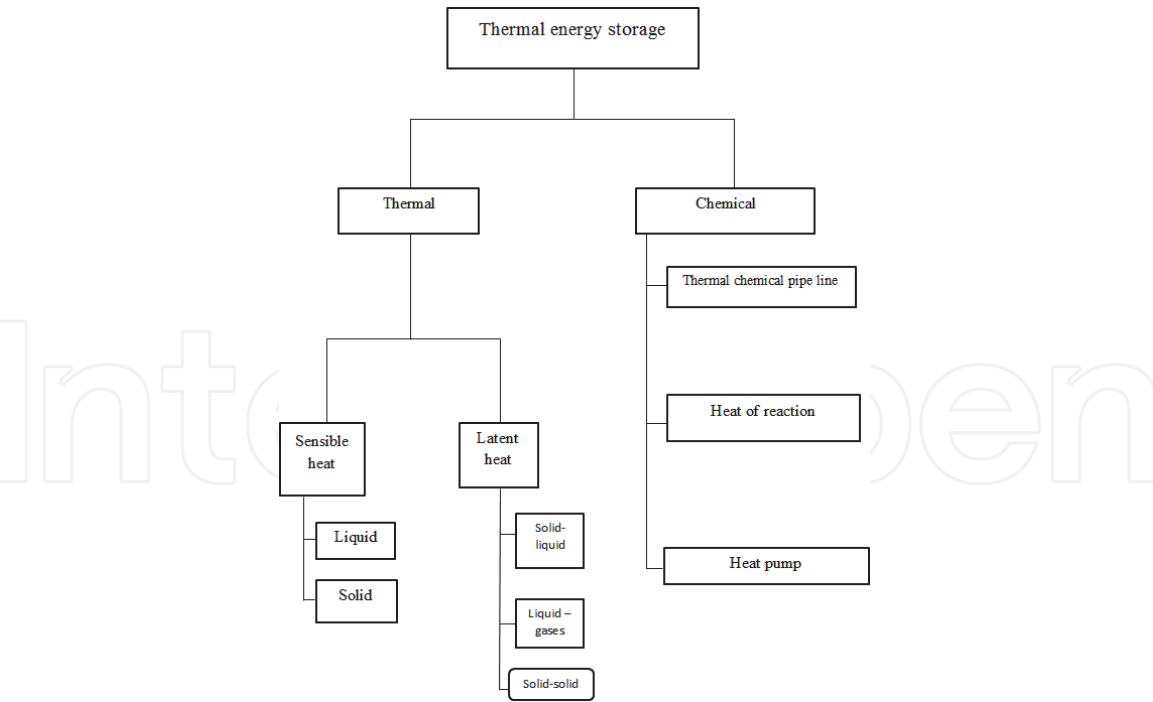 Thermal energy storage
Thermal
Chemical
Thermal chemical pipe line
Heat of reaction
Sensible
heat
Latent
heat
Liquid
Solid-
liquid
Heat pump
Solid
Liquid –
gases
Solid-solid